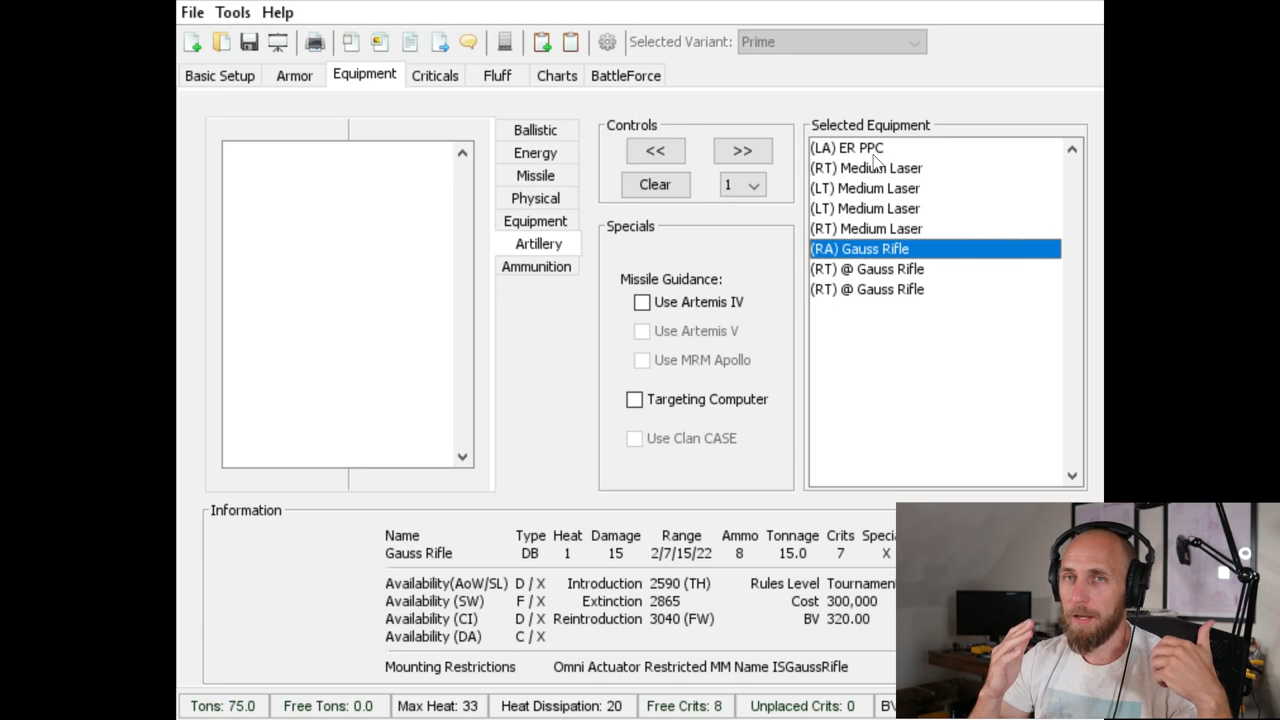 File Tools Help
Selected Variant: Prime
Basic Setup Armor Equipment Criticals Fluff Charts BattleForce
Ballistic
Energy
Missile
Physical
Equipment
Artillery
Ammunition
Controls
<< >>
Clear 1
Specials
Missile Guidance:
Use Artemis IV
Use Artemis V
Use MRM Apollo
Targeting Computer
Use Clan CASE
Selected Equipment
(LA) ER PPC
(RT) Medium Laser
(LT) Medium Laser
(LT) Medium Laser
(RT) Medium Laser
(RA) Gauss Rifle
(RT) @ Gauss Rifle
(RT) @ Gauss Rifle
Information
Name Type Heat Damage Range Ammo Tonnage Crits Speci
Gauss Rifle DB 1 15 2/7/15/22 8 15.0 7 X
Availability(AoW/SL) D / X Introduction 2590 (TH) Rules Level Tournamen
Availability (SW) F / X Extinction 2865 Cost 300,000
Availability (CI) D / X Reintroduction 3040 (FW) BV 320.00
Availability (DA) C / X
Mounting Restrictions Omni Actuator Restricted MM Name ISGaussRifle
Tons: 75.0 Free Tons: 0.0 Max Heat: 33 Heat Dissipation: 20 Free Crits: 8 Unplaced Crits: 0 BV